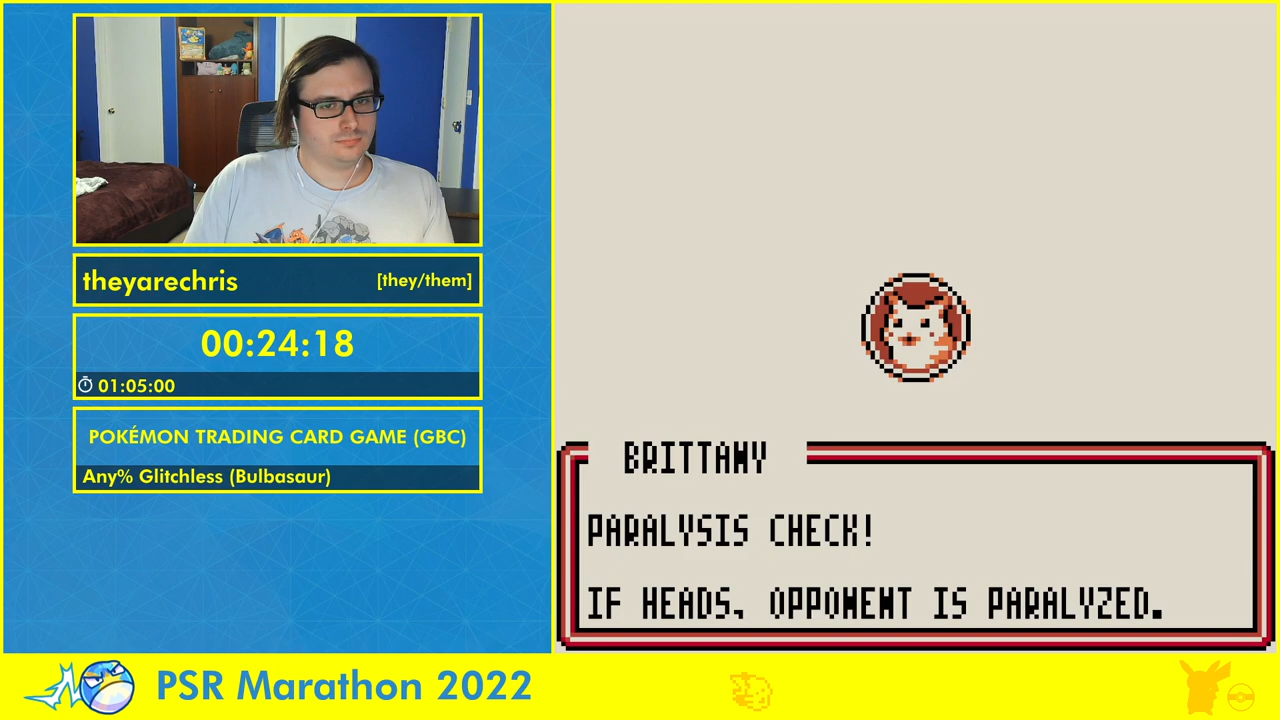 theyarechris
[they/them]
00:24:18
01:05:00
POKÉMON TRADING CARD GAME (GBC)
Any% Glitchless (Bulbasaur)
BRITTANY
PARALYSIS CHECK!
IF HEADS, OPPONENT IS PARALYZED.
PSR Marathon 2022